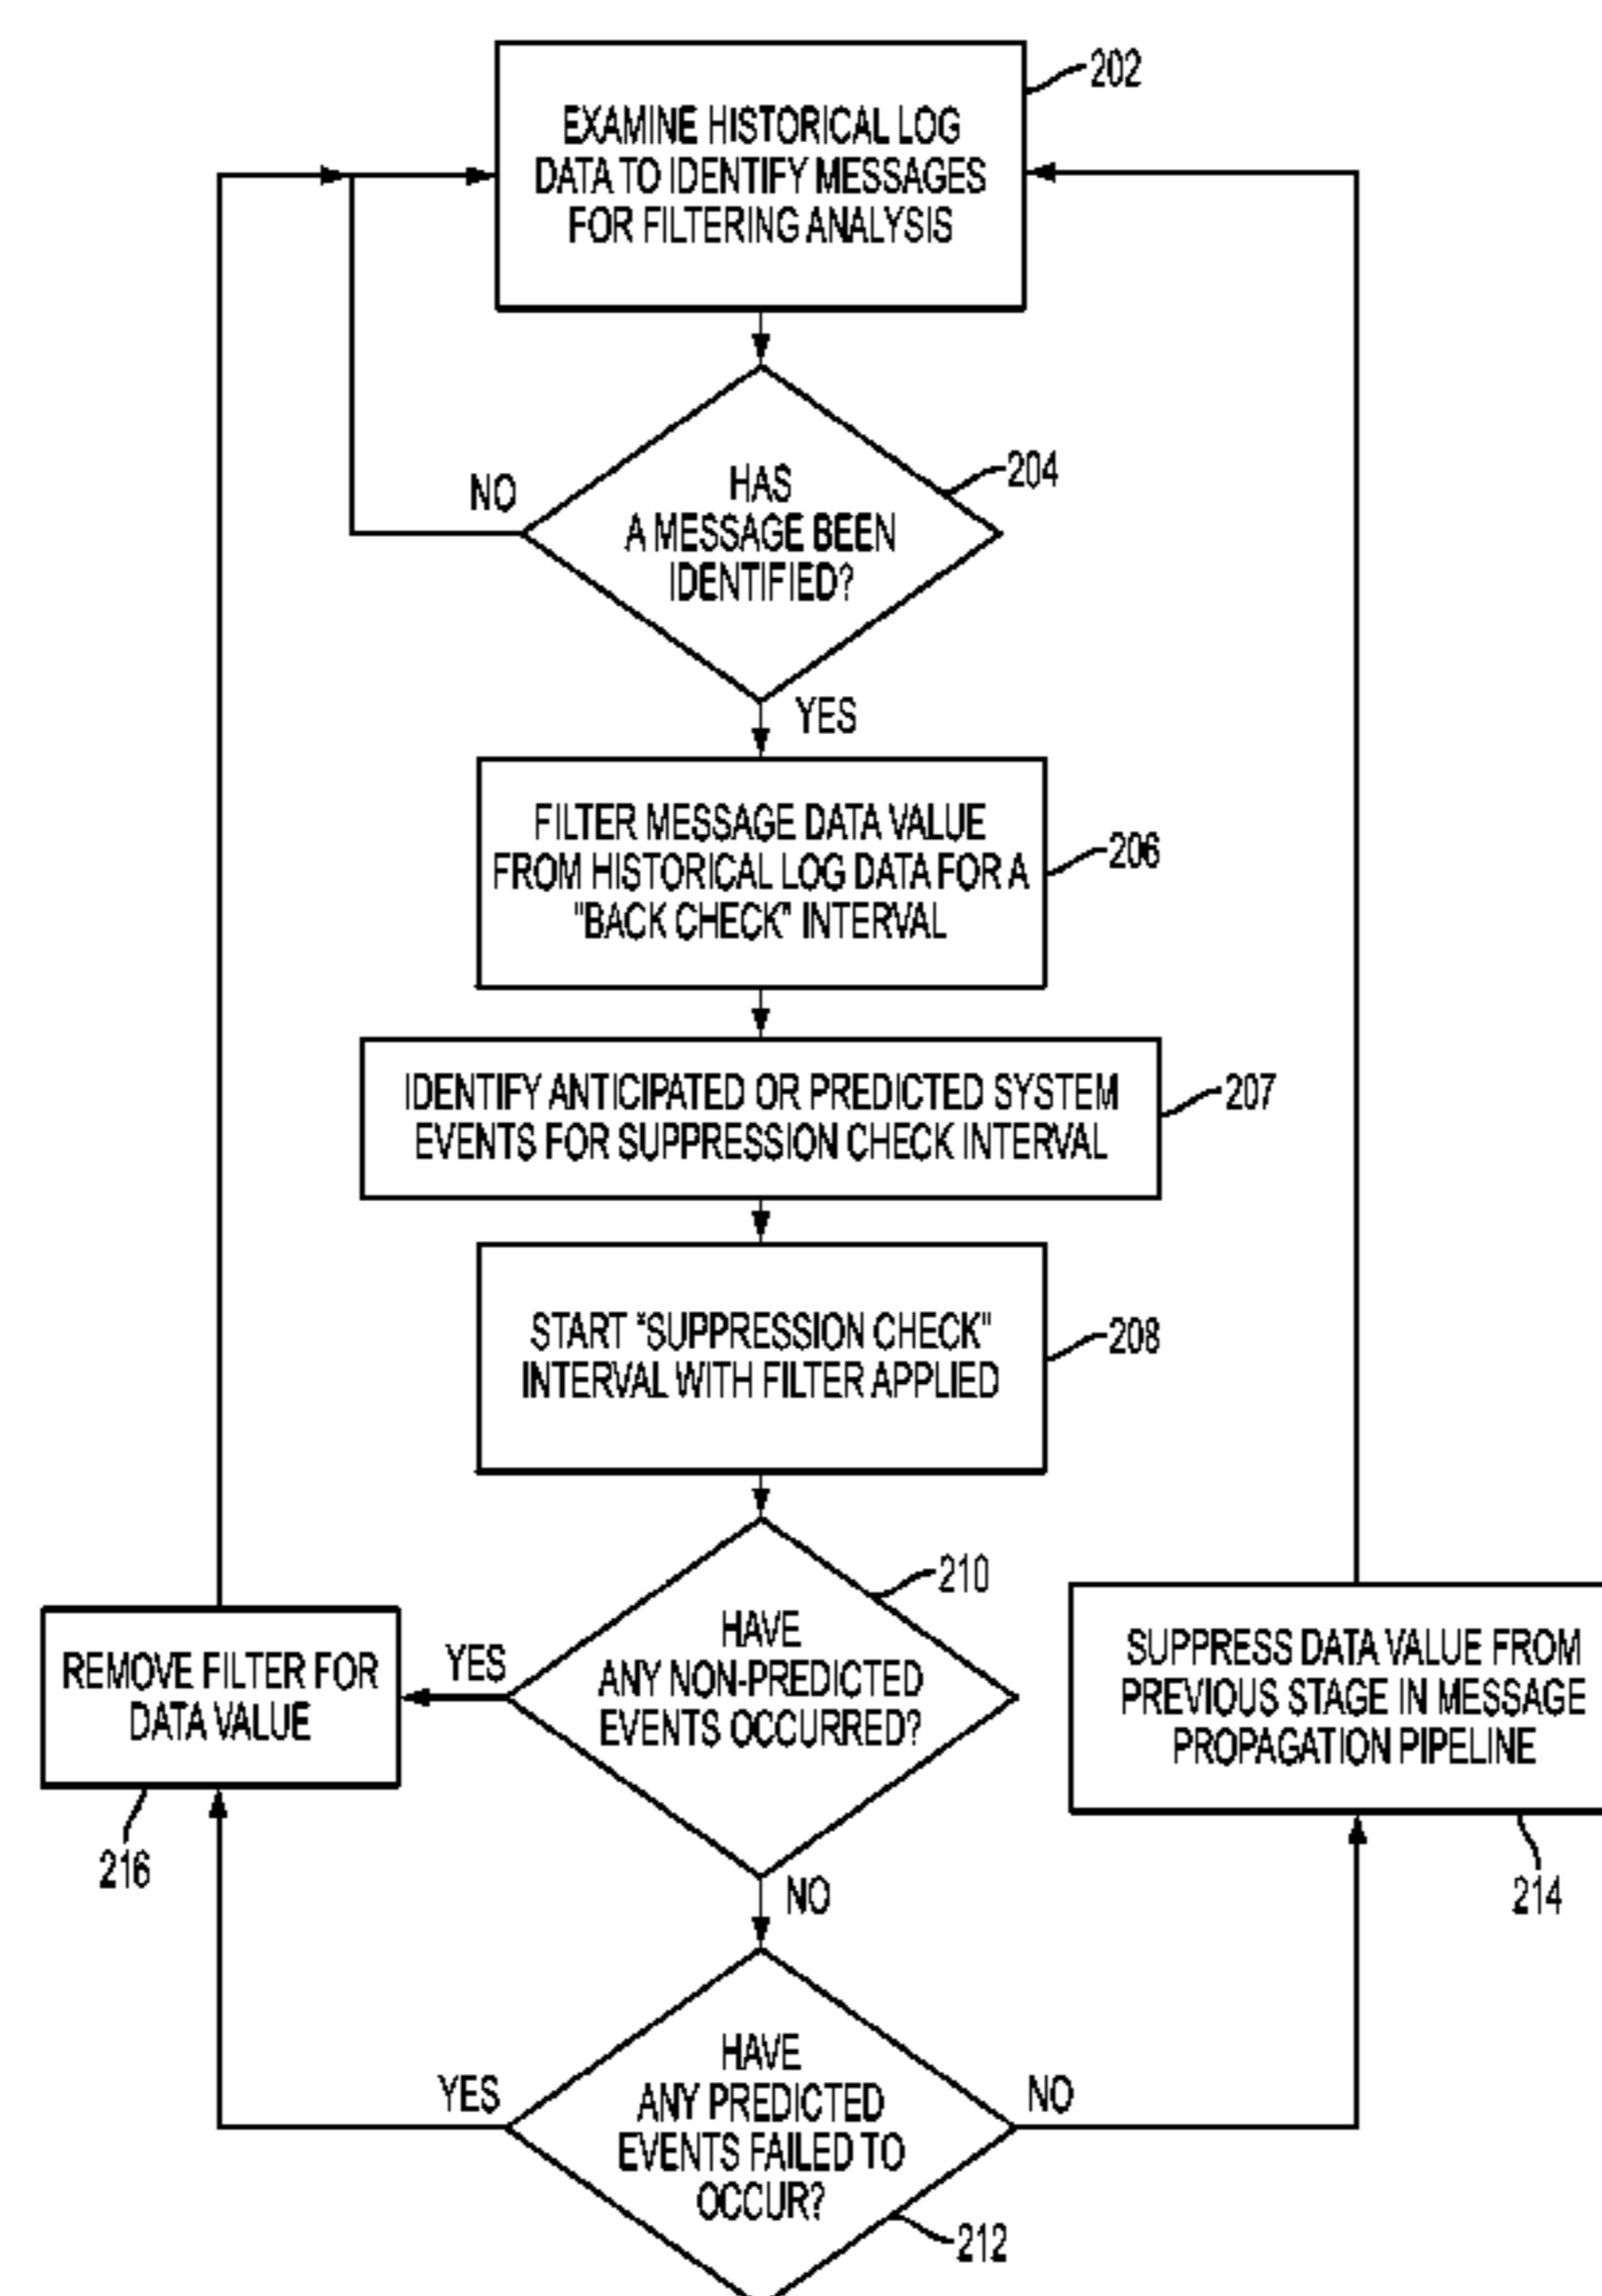 202
EXAMINE HISTORICAL LOG
DATA TO IDENTIFY MESSAGES
FOR FILTERING ANALYSIS
204
HAS
A MESSAGE BEEN
IDENTIFIED?
NO
YES
FILTER MESSAGE DATA VALUE
FROM HISTORICAL LOG DATA FOR A
"BACK CHECK" INTERVAL
206
IDENTIFY ANTICIPATED OR PREDICTED SYSTEM
EVENTS FOR SUPPRESSION CHECK INTERVAL
207
START "SUPPRESSION CHECK"
INTERVAL WITH FILTER APPLIED
208
210
HAVE
ANY NON-PREDICTED
EVENTS OCCURRED?
YES
NO
REMOVE FILTER FOR
DATA VALUE
216
SUPPRESS DATA VALUE FROM
PREVIOUS STAGE IN MESSAGE
PROPAGATION PIPELINE
214
HAVE
ANY PREDICTED
EVENTS FAILED TO
OCCUR?
YES
NO
212